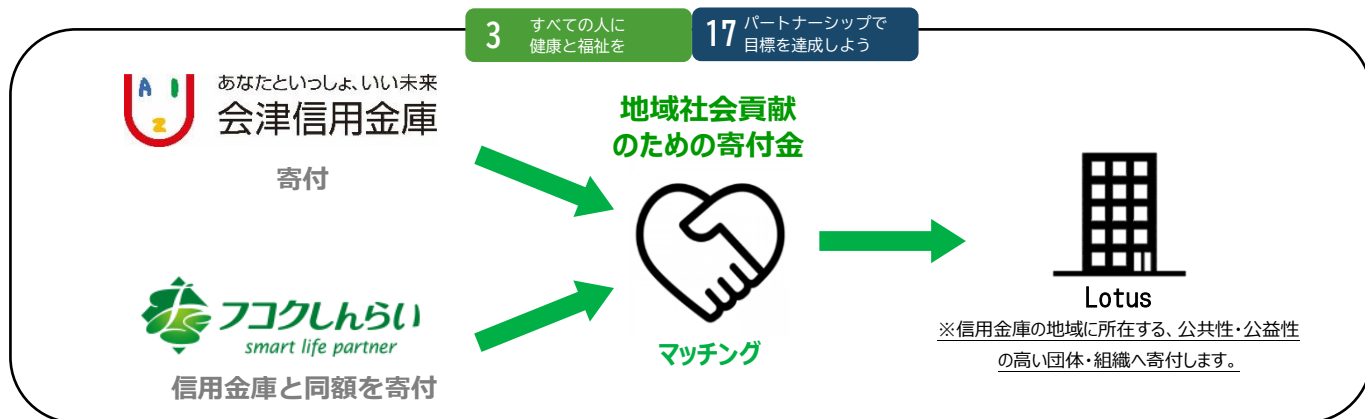 3
すべての人に
健康と福祉を
17
パートナーシップで
目標を達成しよう
A I
Z
あなたといっしょ、いい未来
会津信用金庫
寄付
フコクしんらい
smart life partner
信用金庫と同額を寄付
地域社会貢献
のための寄付金
マッチング
Lotus
※信用金庫の地域に所在する、公共性・公益性
の高い団体・組織へ寄付します。